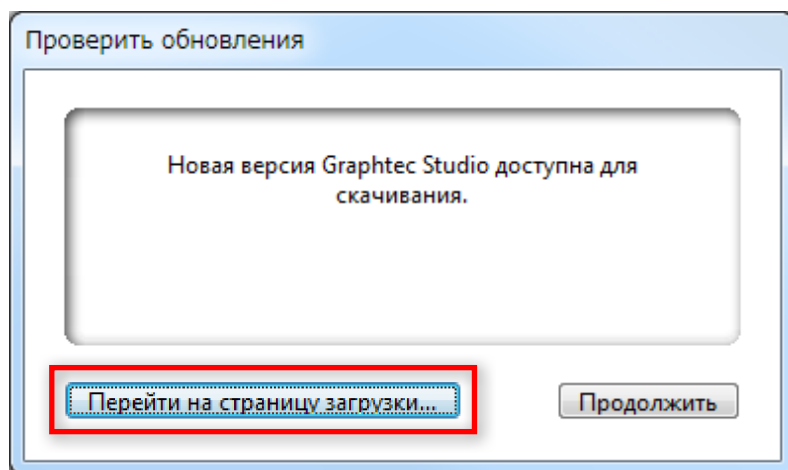 Проверить обновления
Новая версия Graphtec Studio доступна для
скачивания.
Перейти на страницу загрузки...
Продолжить